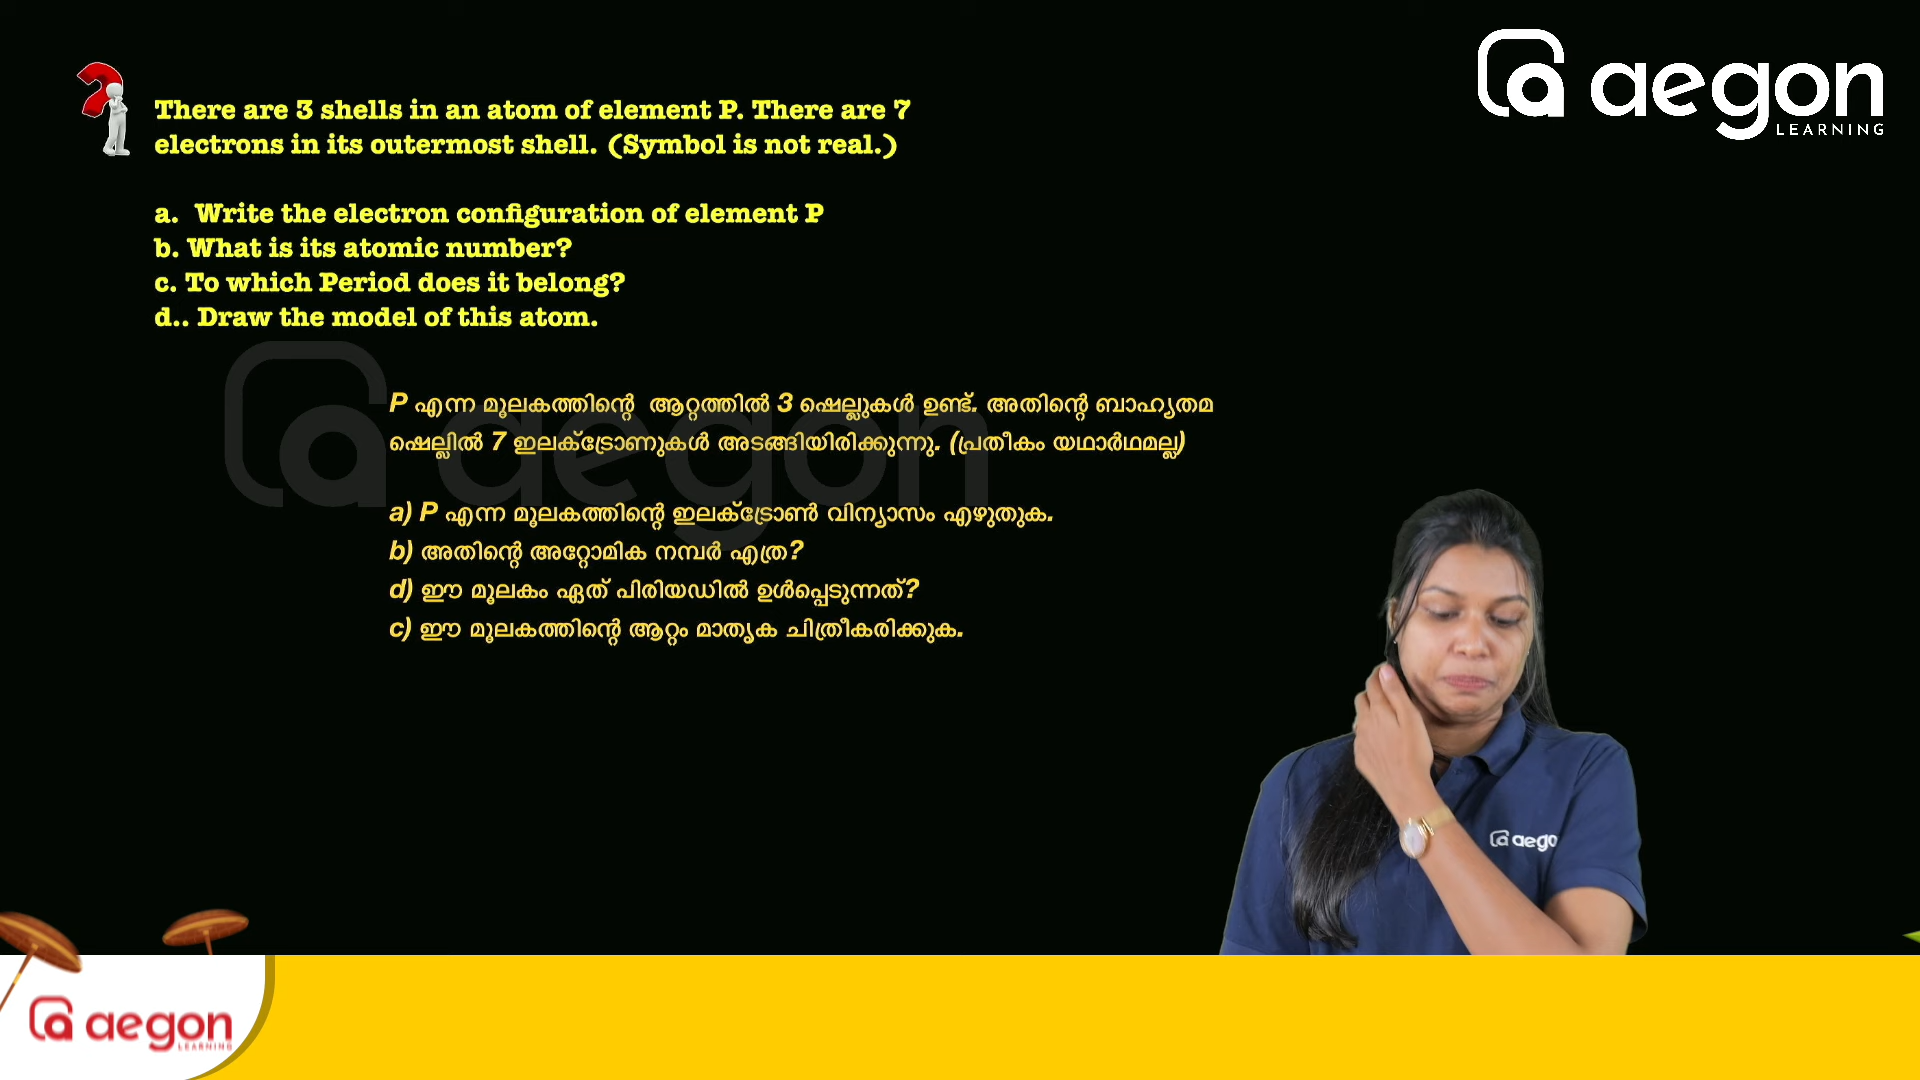 aegon
LEARNING
There are 3 shells in an atom of element P. There are 7
electrons in its outermost shell. (Symbol is not real.)
a. Write the electron configuration of element P
b. What is its atomic number?
c. To which Period does it belong?
d.. Draw the model of this atom.
aegon
P എന്ന മൂലകത്തിന്റെ ആറ്റത്തിൽ 3 ഷെല്ലുകൾ ഉണ്ട്. അതിന്റെ ബാഹ്യതമ
ഷെല്ലിൽ 7 ഇലക്ട്രോണുകൾ അടങ്ങിയിരിക്കുന്നു. (പ്രതീകം യഥാർഥമല്ല)
a) P എന്ന മൂലകത്തിന്റെ ഇലക്ട്രോൺ വിന്യാസം എഴുതുക.
b) അതിന്റെ അറ്റോമിക നമ്പർ എത്ര?
d) ഈ മൂലകം ഏത് പിരിയഡിൽ ഉൾപ്പെടുന്നത്?
c) ഈ മൂലകത്തിന്റെ ആറ്റം മാതൃക ചിത്രീകരിക്കുക.
aego
aegon
LEARNING